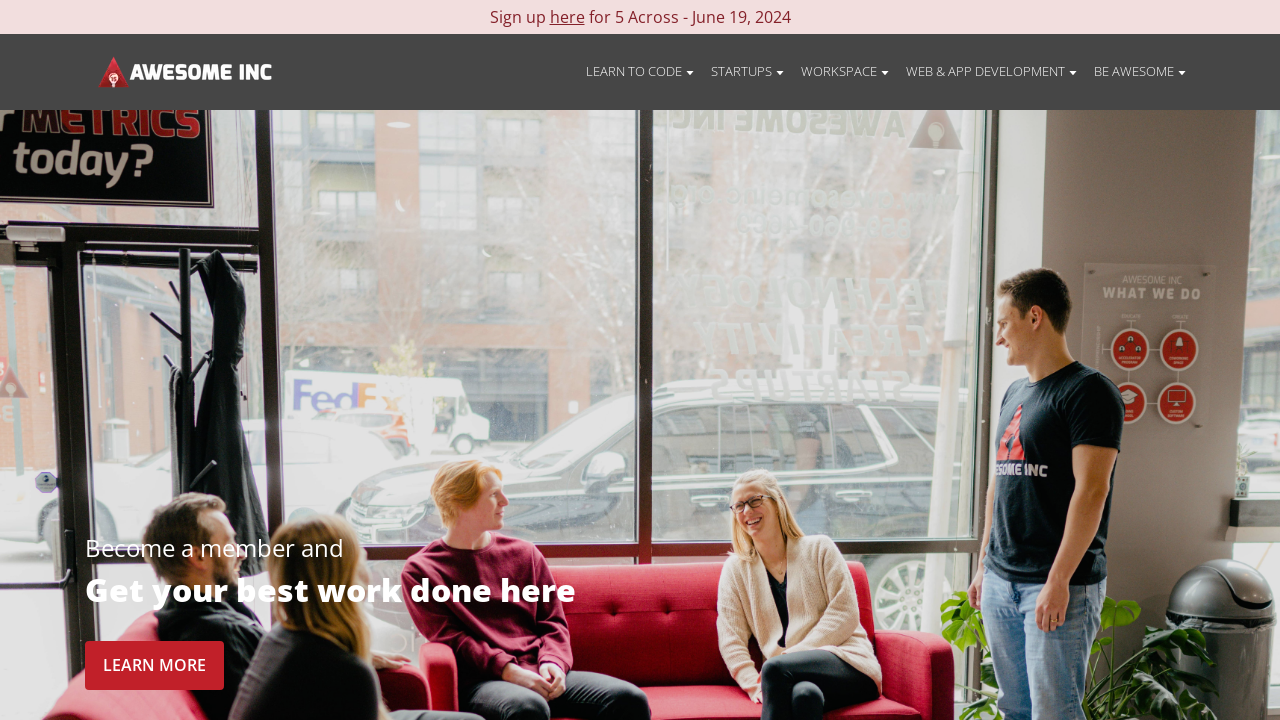 Sign up here for 5 Across - June 19, 2024
AWESOME INC
LEARN TO CODE
STARTUPS
WORKSPACE
WEB & APP DEVELOPMENT
BE AWESOME
METRICS
today?
FedEx
AWESOME INC
WHAT WE DO
Become a member and
Get your best work done here
LEARN MORE